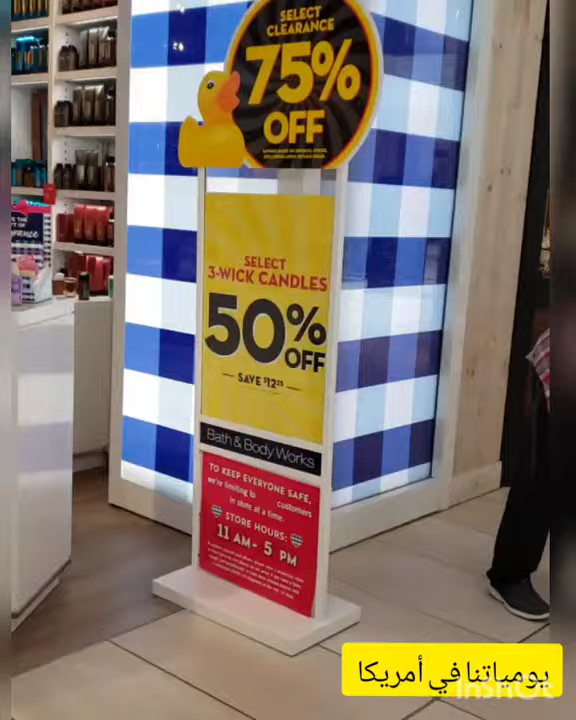 SELECT
CLEARANCE
75%
OFF
SELECT
3-WICK CANDLES
50%
OFF
SAVE $12.25
Bath & Body Works
TO KEEP EVERYONE SAFE,
we're limiting to customers
in store at a time.
STORE HOURS:
11 AM - 5 PM
يومياتنا في أمريكا
InShot